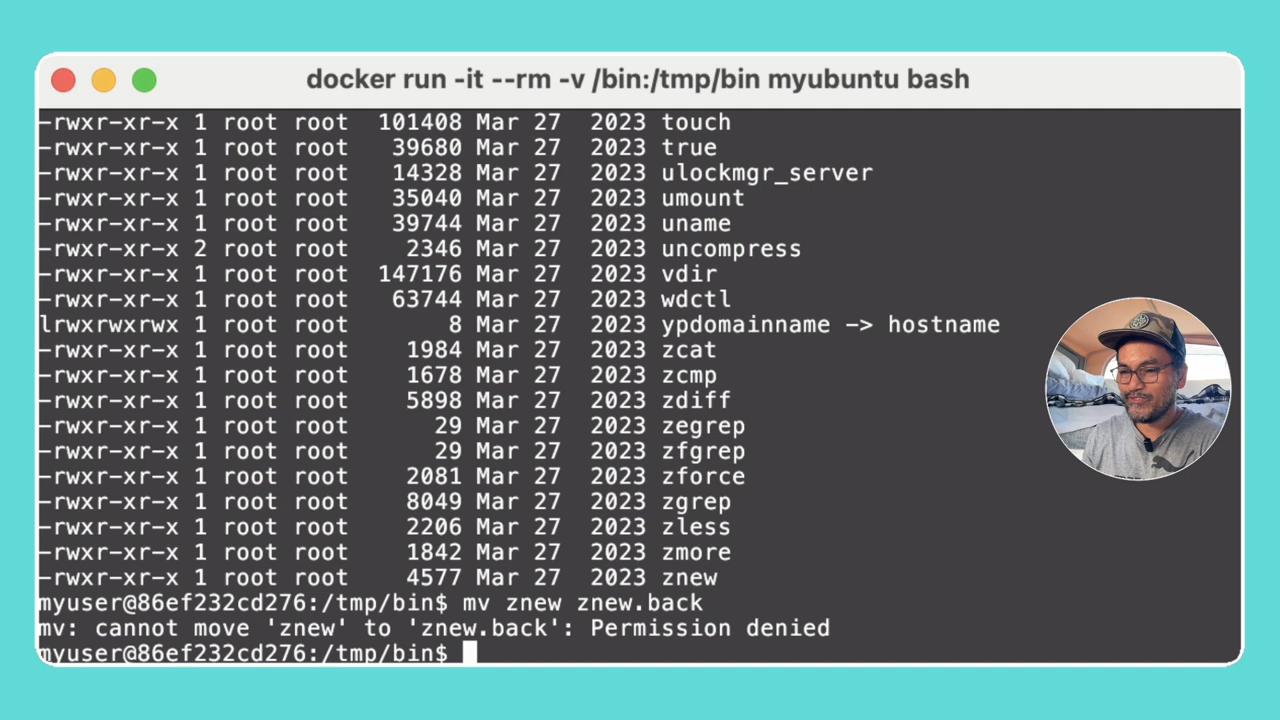 docker run -it --rm -v /bin:/tmp/bin myubuntu bash
-rwxr-xr-x 1 root root  101408 Mar 27  2023 touch
-rwxr-xr-x 1 root root   39680 Mar 27  2023 true
-rwxr-xr-x 1 root root   14328 Mar 27  2023 ulockmgr_server
-rwxr-xr-x 1 root root   35040 Mar 27  2023 umount
-rwxr-xr-x 1 root root   39744 Mar 27  2023 uname
-rwxr-xr-x 2 root root    2346 Mar 27  2023 uncompress
-rwxr-xr-x 1 root root  147176 Mar 27  2023 vdir
-rwxr-xr-x 1 root root   63744 Mar 27  2023 wdctl
lrwxrwxrwx 1 root root       8 Mar 27  2023 ypdomainname -> hostname
-rwxr-xr-x 1 root root    1984 Mar 27  2023 zcat
-rwxr-xr-x 1 root root    1678 Mar 27  2023 zcmp
-rwxr-xr-x 1 root root    5898 Mar 27  2023 zdiff
-rwxr-xr-x 1 root root      29 Mar 27  2023 zegrep
-rwxr-xr-x 1 root root      29 Mar 27  2023 zfgrep
-rwxr-xr-x 1 root root    2081 Mar 27  2023 zforce
-rwxr-xr-x 1 root root    8049 Mar 27  2023 zgrep
-rwxr-xr-x 1 root root    2206 Mar 27  2023 zless
-rwxr-xr-x 1 root root    1842 Mar 27  2023 zmore
-rwxr-xr-x 1 root root    4577 Mar 27  2023 znew
myuser@86ef232cd276:/tmp/bin$ mv znew znew.back
mv: cannot move 'znew' to 'znew.back': Permission denied
myuser@86ef232cd276:/tmp/bin$